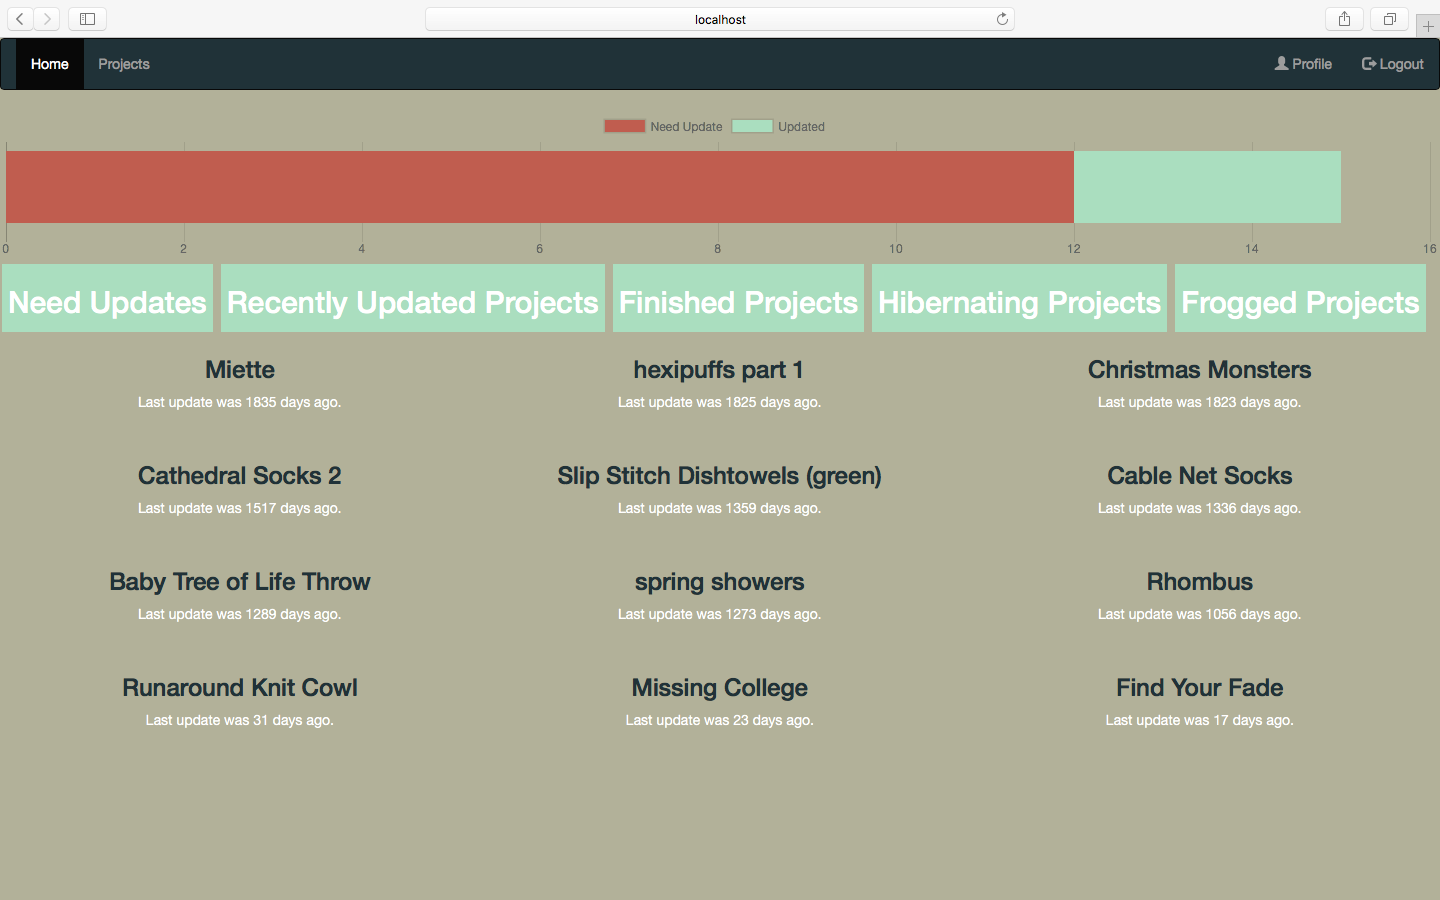 localhost
Home Projects Profile Logout
Need Update Updated
0 2 4 6 8 10 12 14 16
Need Updates Recently Updated Projects Finished Projects Hibernating Projects Frogged Projects
Miette hexipuffs part 1 Christmas Monsters
Last update was 1835 days ago. Last update was 1825 days ago. Last update was 1823 days ago.
Cathedral Socks 2 Slip Stitch Dishtowels (green) Cable Net Socks
Last update was 1517 days ago. Last update was 1359 days ago. Last update was 1336 days ago.
Baby Tree of Life Throw spring showers Rhombus
Last update was 1289 days ago. Last update was 1273 days ago. Last update was 1056 days ago.
Runaround Knit Cowl Missing College Find Your Fade
Last update was 31 days ago. Last update was 23 days ago. Last update was 17 days ago.